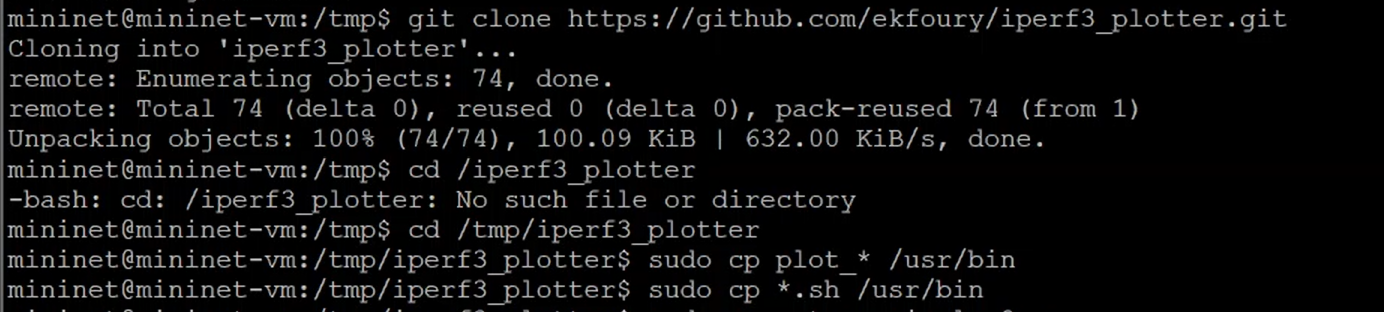 mininet@mininet-vm:/tmp$ git clone https://github.com/ekfoury/iperf3_plotter.git
Cloning into 'iperf3_plotter'...
remote: Enumerating objects: 74, done.
remote: Total 74 (delta 0), reused 0 (delta 0), pack-reused 74 (from 1)
Unpacking objects: 100% (74/74), 100.09 KiB | 632.00 KiB/s, done.
mininet@mininet-vm:/tmp$ cd /iperf3_plotter
-bash: cd: /iperf3_plotter: No such file or directory
mininet@mininet-vm:/tmp$ cd /tmp/iperf3_plotter
mininet@mininet-vm:/tmp/iperf3_plotter$ sudo cp plot_* /usr/bin
mininet@mininet-vm:/tmp/iperf3_plotter$ sudo cp *.sh /usr/bin